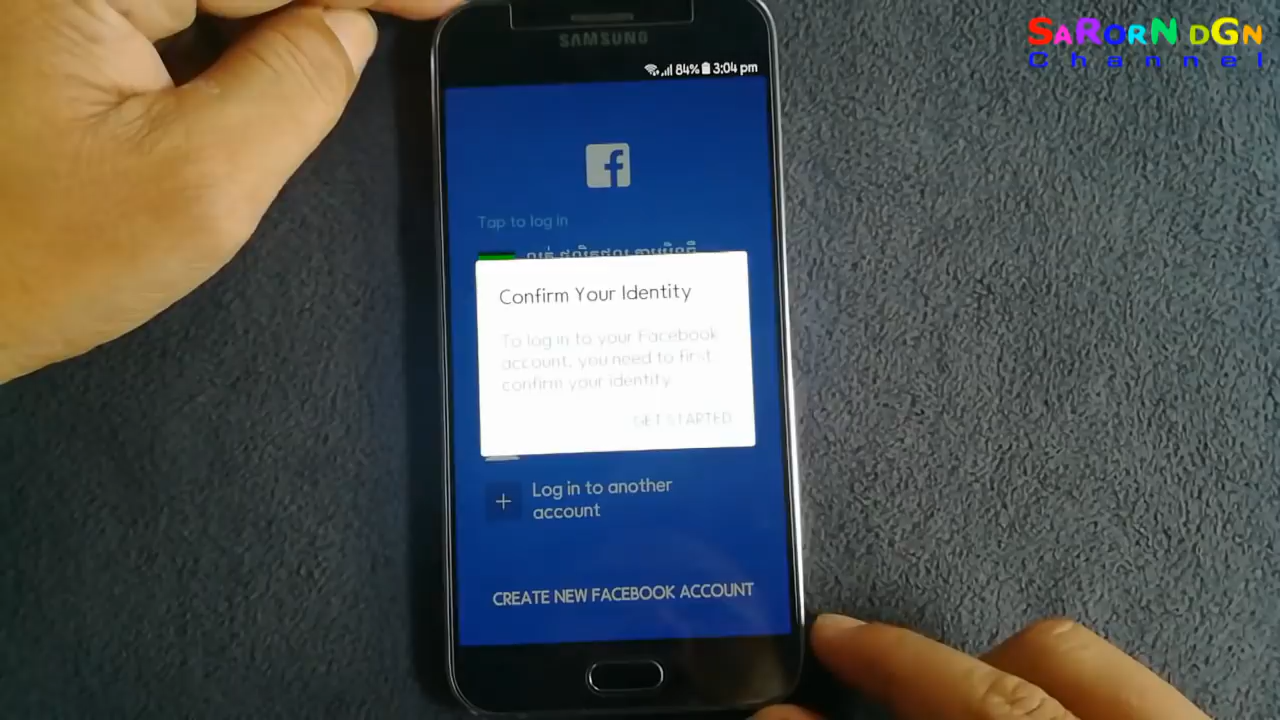 SaRorN dGn
Channel
SAMSUNG
84% 3:04 pm
Tap to log in
Confirm Your Identity
To log in to your Facebook
account, you need to first
confirm your identity.
GET STARTED
+ Log in to another
account
CREATE NEW FACEBOOK ACCOUNT